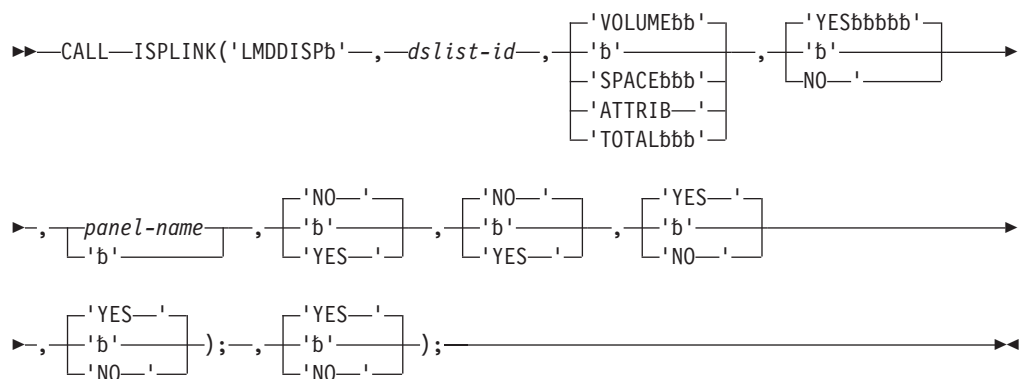 'VOLUMEƀƀ' 'YESƀƀƀƀƀ'
CALL ISPLINK('LMDDISPƀ' , dslist-id , 'ƀ' , 'ƀ'
'SPACEƀƀƀ' NO '
'ATTRIB '
'TOTALƀƀƀ'
'NO ' 'NO ' 'YES '
, panel-name , 'ƀ' , 'ƀ' , 'ƀ'
'ƀ' 'YES ' 'YES ' 'NO '
'YES ' 'YES '
, 'ƀ' ); , 'ƀ' );
'NO ' 'NO '